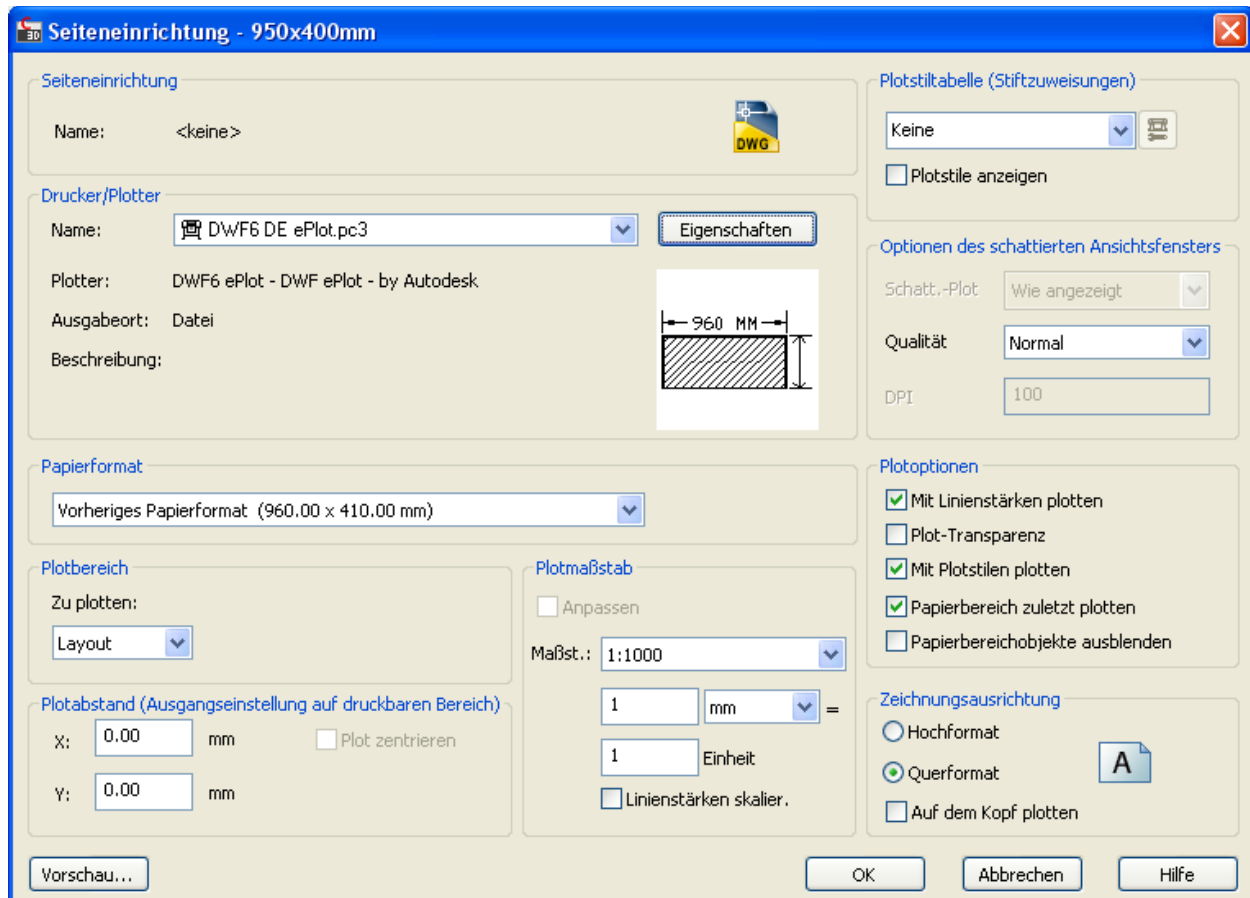 Seiteneinrichtung - 950x400mm
Seiteneinrichtung
Name: <keine>
DWG
Drucker/Plotter
Name: DWF6 DE ePlot.pc3 Eigenschaften
Plotter: DWF6 ePlot - DWF ePlot - by Autodesk
Ausgabeort: Datei
Beschreibung:
960 MM
Papierformat
Vorheriges Papierformat (960.00 x 410.00 mm)
Plotbereich
Zu plotten:
Layout
Plotabstand (Ausgangseinstellung auf druckbaren Bereich)
X: 0.00 mm Plot zentrieren
Y: 0.00 mm
Plotmaßstab
Anpassen
Maßst.: 1:1000
1 mm =
1 Einheit
Linienstärken skalier.
Plotstiltabelle (Stiftzuweisungen)
Keine
Plotstile anzeigen
Optionen des schattierten Ansichtsfensters
Schatt.-Plot Wie angezeigt
Qualität Normal
DPI 100
Plotoptionen
Mit Linienstärken plotten
Plot-Transparenz
Mit Plotstilen plotten
Papierbereich zuletzt plotten
Papierbereichobjekte ausblenden
Zeichnungsausrichtung
Hochformat
Querformat
A
Auf dem Kopf plotten
Vorschau... OK Abbrechen Hilfe